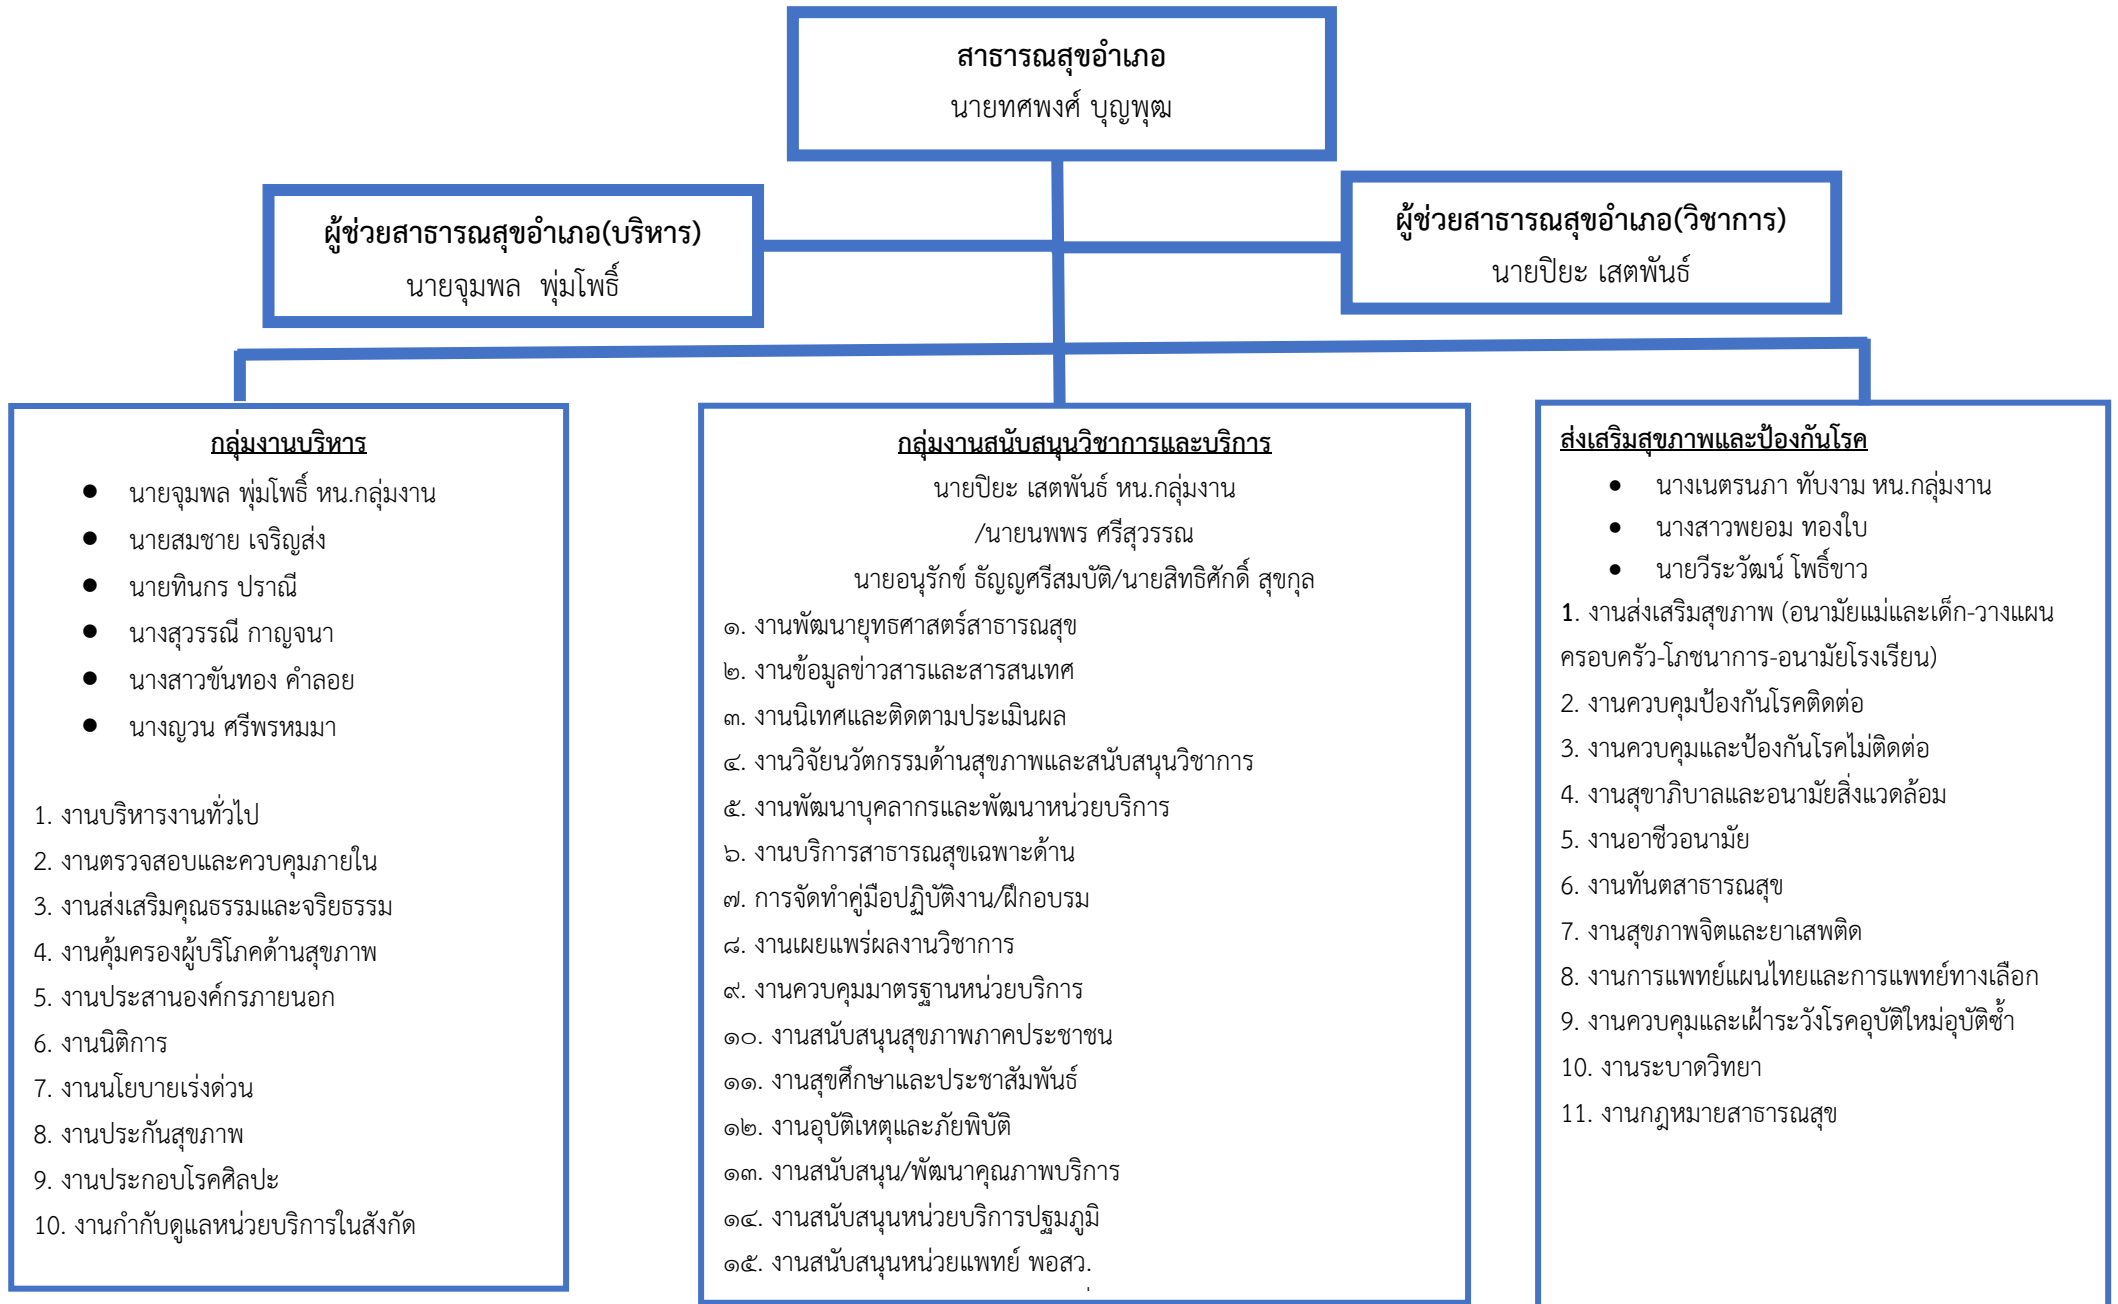 สาธารณสุขอำเภอ
นายทศพงศ์ บุญพุฒ
ผู้ช่วยสาธารณสุขอำเภอ(บริหาร)
นายจุมพล พุ่มโพธิ์
ผู้ช่วยสาธารณสุขอำเภอ(วิชาการ)
นายปิยะ เสตพันธ์
กลุ่มงานบริหาร
● นายจุมพล พุ่มโพธิ์ หน.กลุ่มงาน
● นายสมชาย เจริญส่ง
● นายทินกร ปราณี
● นางสุวรรณี กาญจนา
● นางสาวขันทอง คำลอย
● นางญวน ศรีพรหมมา
1. งานบริหารงานทั่วไป
2. งานตรวจสอบและควบคุมภายใน
3. งานส่งเสริมคุณธรรมและจริยธรรม
4. งานคุ้มครองผู้บริโภคด้านสุขภาพ
5. งานประสานองค์กรภายนอก
6. งานนิติการ
7. งานนโยบายเร่งด่วน
8. งานประกันสุขภาพ
9. งานประกอบโรคศิลปะ
10. งานกำกับดูแลหน่วยบริการในสังกัด
กลุ่มงานสนับสนุนวิชาการและบริการ
นายปิยะ เสตพันธ์ หน.กลุ่มงาน
/นายนพพร ศรีสุวรรณ
นายอนุรักข์ ธัญญศรีสมบัติ/นายสิทธิศักดิ์ สุขกุล
๑. งานพัฒนายุทธศาสตร์สาธารณสุข
๒. งานข้อมูลข่าวสารและสารสนเทศ
๓. งานนิเทศและติดตามประเมินผล
๔. งานวิจัยนวัตกรรมด้านสุขภาพและสนับสนุนวิชาการ
๕. งานพัฒนาบุคลากรและพัฒนาหน่วยบริการ
๖. งานบริการสาธารณสุขเฉพาะด้าน
๗. การจัดทำคู่มือปฏิบัติงาน/ฝึกอบรม
๘. งานเผยแพร่ผลงานวิชาการ
๙. งานควบคุมมาตรฐานหน่วยบริการ
๑๐. งานสนับสนุนสุขภาพภาคประชาชน
๑๑. งานสุขศึกษาและประชาสัมพันธ์
๑๒. งานอุบัติเหตุและภัยพิบัติ
๑๓. งานสนับสนุน/พัฒนาคุณภาพบริการ
๑๔. งานสนับสนุนหน่วยบริการปฐมภูมิ
๑๕. งานสนับสนุนหน่วยแพทย์ พอสว.
ส่งเสริมสุขภาพและป้องกันโรค
● นางเนตรนภา ทับงาม หน.กลุ่มงาน
● นางสาวพยอม ทองใบ
● นายวีระวัฒน์ โพธิ์ขาว
1. งานส่งเสริมสุขภาพ (อนามัยแม่และเด็ก-วางแผน
ครอบครัว-โภชนาการ-อนามัยโรงเรียน)
2. งานควบคุมป้องกันโรคติดต่อ
3. งานควบคุมและป้องกันโรคไม่ติดต่อ
4. งานสุขาภิบาลและอนามัยสิ่งแวดล้อม
5. งานอาชีวอนามัย
6. งานทันตสาธารณสุข
7. งานสุขภาพจิตและยาเสพติด
8. งานการแพทย์แผนไทยและการแพทย์ทางเลือก
9. งานควบคุมและเฝ้าระวังโรคอุบัติใหม่อุบัติซ้ำ
10. งานระบาดวิทยา
11. งานกฎหมายสาธารณสุข